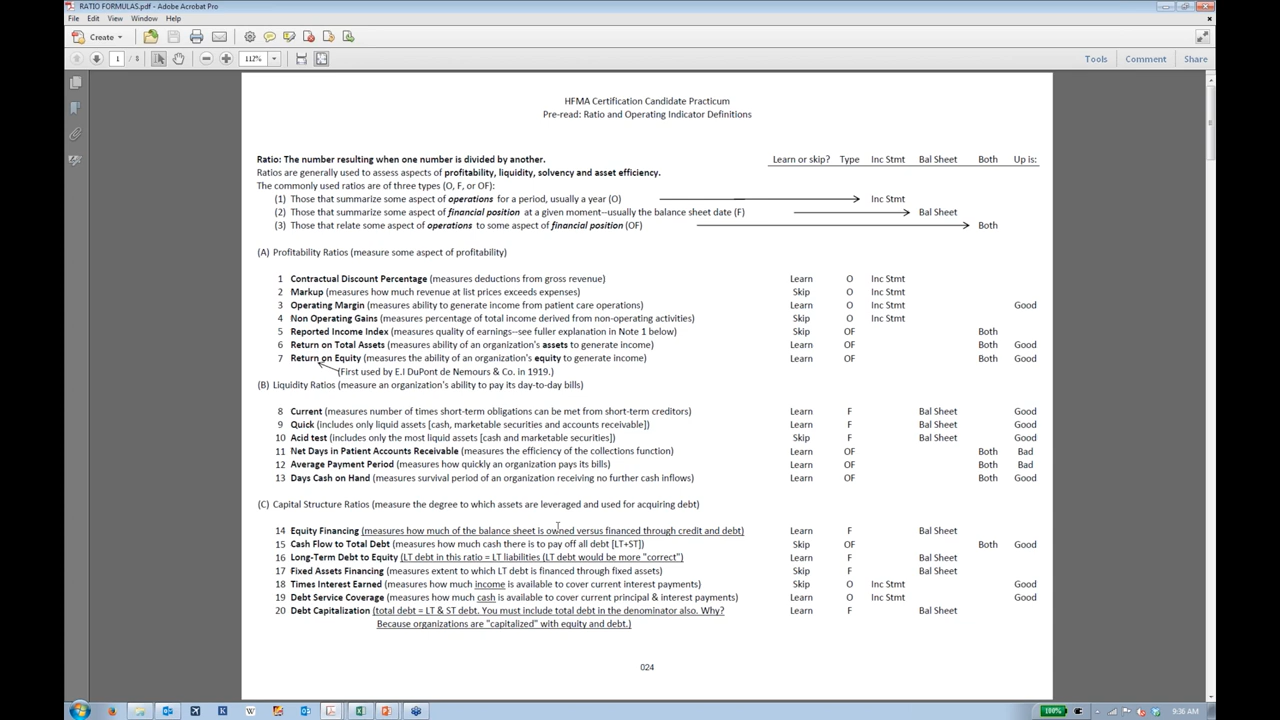 RATIO FORMULAS.pdf - Adobe Acrobat Pro
File Edit View Window Help
Create
1 / 8 112% Tools Comment Share
HFMA Certification Candidate Practicum
Pre-read: Ratio and Operating Indicator Definitions
Ratio: The number resulting when one number is divided by another. Learn or skip? Type Inc Stmt Bal Sheet Both Up is:
Ratios are generally used to assess aspects of profitability, liquidity, solvency and asset efficiency.
The commonly used ratios are of three types (O, F, or OF):
(1) Those that summarize some aspect of operations for a period, usually a year (O) Inc Stmt
(2) Those that summarize some aspect of financial position at a given moment--usually the balance sheet date (F) Bal Sheet
(3) Those that relate some aspect of operations to some aspect of financial position (OF) Both
(A) Profitability Ratios (measure some aspect of profitability)
1 Contractual Discount Percentage (measures deductions from gross revenue) Learn O Inc Stmt
2 Markup (measures how much revenue at list prices exceeds expenses) Skip O Inc Stmt
3 Operating Margin (measures ability to generate income from patient care operations) Learn O Inc Stmt Good
4 Non Operating Gains (measures percentage of total income derived from non-operating activities) Skip O Inc Stmt
5 Reported Income Index (measures quality of earnings--see fuller explanation in Note 1 below) Skip OF Both
6 Return on Total Assets (measures ability of an organization's assets to generate income) Learn OF Both Good
7 Return on Equity (measures the ability of an organization's equity to generate income) Learn OF Both Good
(First used by E.I DuPont de Nemours & Co. in 1919.)
(B) Liquidity Ratios (measure an organization's ability to pay its day-to-day bills)
8 Current (measures number of times short-term obligations can be met from short-term creditors) Learn F Bal Sheet Good
9 Quick (includes only liquid assets [cash, marketable securities and accounts receivable]) Learn F Bal Sheet Good
10 Acid test (includes only the most liquid assets [cash and marketable securities]) Skip F Bal Sheet Good
11 Net Days in Patient Accounts Receivable (measures the efficiency of the collections function) Learn OF Both Bad
12 Average Payment Period (measures how quickly an organization pays its bills) Learn OF Both Bad
13 Days Cash on Hand (measures survival period of an organization receiving no further cash inflows) Learn OF Both Good
(C) Capital Structure Ratios (measure the degree to which assets are leveraged and used for acquiring debt)
14 Equity Financing (measures how much of the balance sheet is owned versus financed through credit and debt) Learn F Bal Sheet Good
15 Cash Flow to Total Debt (measures how much cash there is to pay off all debt [LT+ST]) Skip OF Both Good
16 Long-Term Debt to Equity (LT debt in this ratio = LT liabilities (LT debt would be more "correct") Learn F Bal Sheet
17 Fixed Assets Financing (measures extent to which LT debt is financed through fixed assets) Skip F Bal Sheet
18 Times Interest Earned (measures how much income is available to cover current interest payments) Skip O Inc Stmt Good
19 Debt Service Coverage (measures how much cash is available to cover current principal & interest payments) Learn O Inc Stmt Good
20 Debt Capitalization (total debt = LT & ST debt. You must include total debt in the denominator also. Why? Learn F Bal Sheet
Because organizations are "capitalized" with equity and debt.)
024
100% 9:36 AM